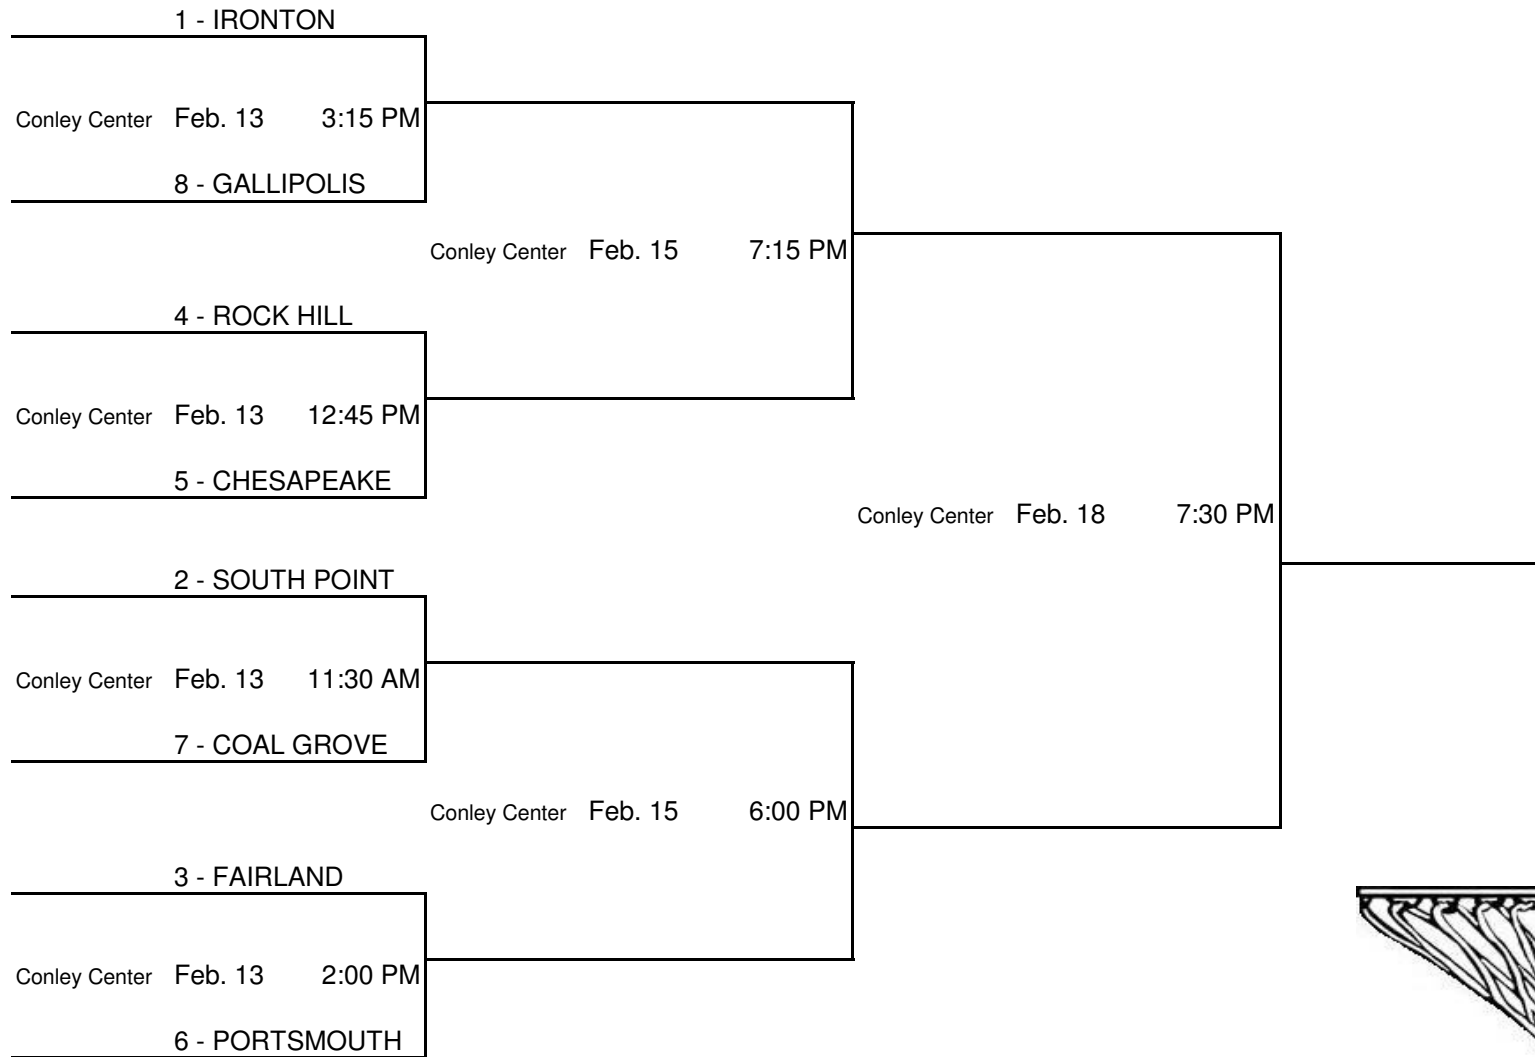 1 - IRONTON
Conley Center Feb. 13 3:15 PM
8 - GALLIPOLIS
Conley Center Feb. 15 7:15 PM
4 - ROCK HILL
Conley Center Feb. 13 12:45 PM
5 - CHESAPEAKE
Conley Center Feb. 18 7:30 PM
2 - SOUTH POINT
Conley Center Feb. 13 11:30 AM
7 - COAL GROVE
Conley Center Feb. 15 6:00 PM
3 - FAIRLAND
Conley Center Feb. 13 2:00 PM
6 - PORTSMOUTH